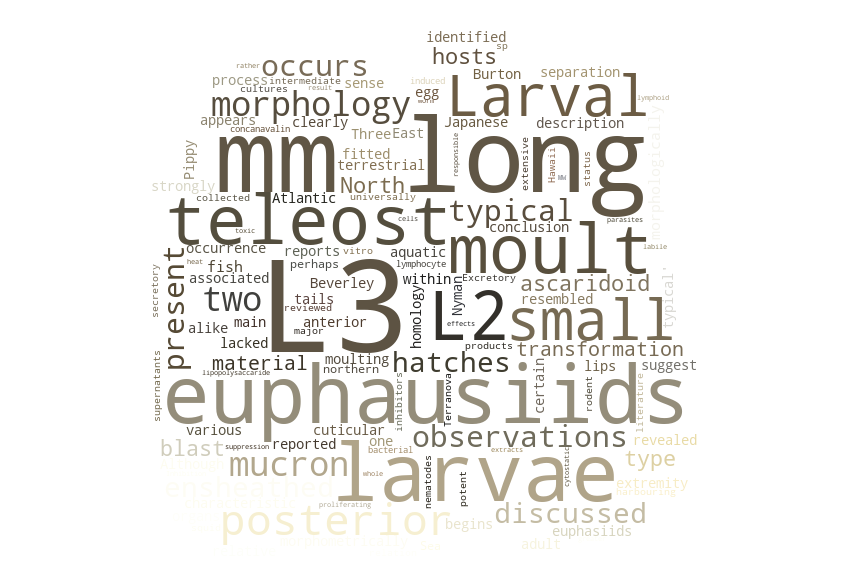 identified
hosts sp
rather occurs
process intermediate sense Burton separation
cultures result egg induced whole lymphoid
morphology Larval
appears clearly Japanese description
concanavalin Three East
mm long
Pippy fitted terrestrial responsible extensive Hawaii NW status morphologically
strongly North
collected Atlantic universally typical
teleost cells parasites
toxic conclusion
occurrence reports vitro aquatic moult labile
heat fish perhaps lymphocyte
secretory present associated Beverley within Excretory ascaridoid typical'
two L3 tails homology L2 Nyman resembled small
alike main reviewed anterior effects
lacked major products
material moulting hatches transformation
supernatants northern lips suggest
lipopolysaccaride inhibitors Terranova certain rodent literature
euphausiids
various cuticular observations
blast suppression reported one revealed
bacterial extracts
mucron larvae type
whole nematodes potent cytostatic extremity
ensheathed harbouring
proliferating
posterior discussed
begins euphasiids
adult